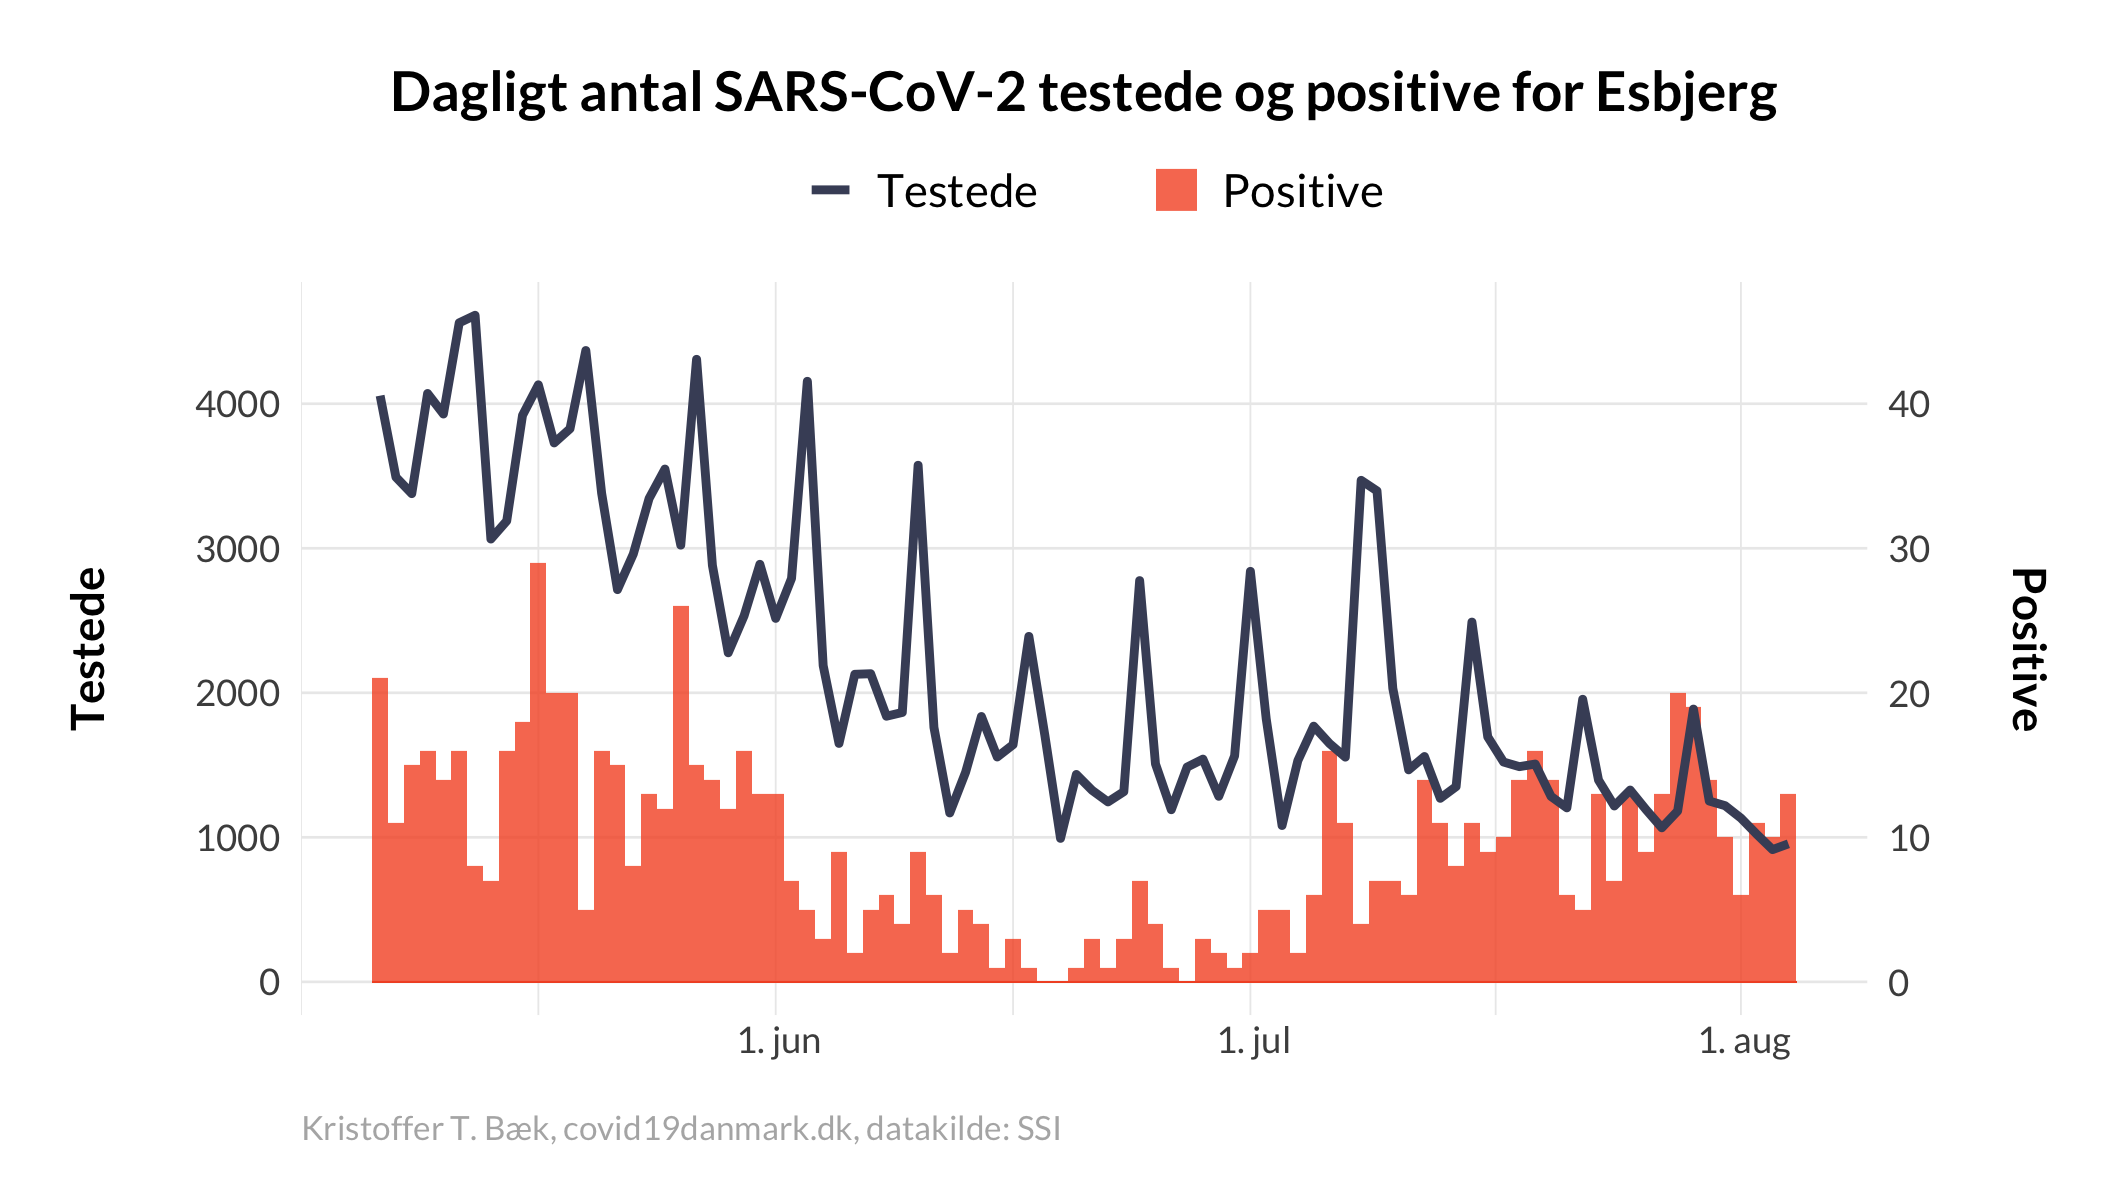 Dagligt antal SARS-CoV-2 testede og positive for Esbjerg
Testede Positive
4000 40
3000 30
2000 20
1000 10
0 0
Testede
Positive
1. jun 1. jul 1. aug
Kristoffer T. Bæk, covid19danmark.dk, datakilde: SSI